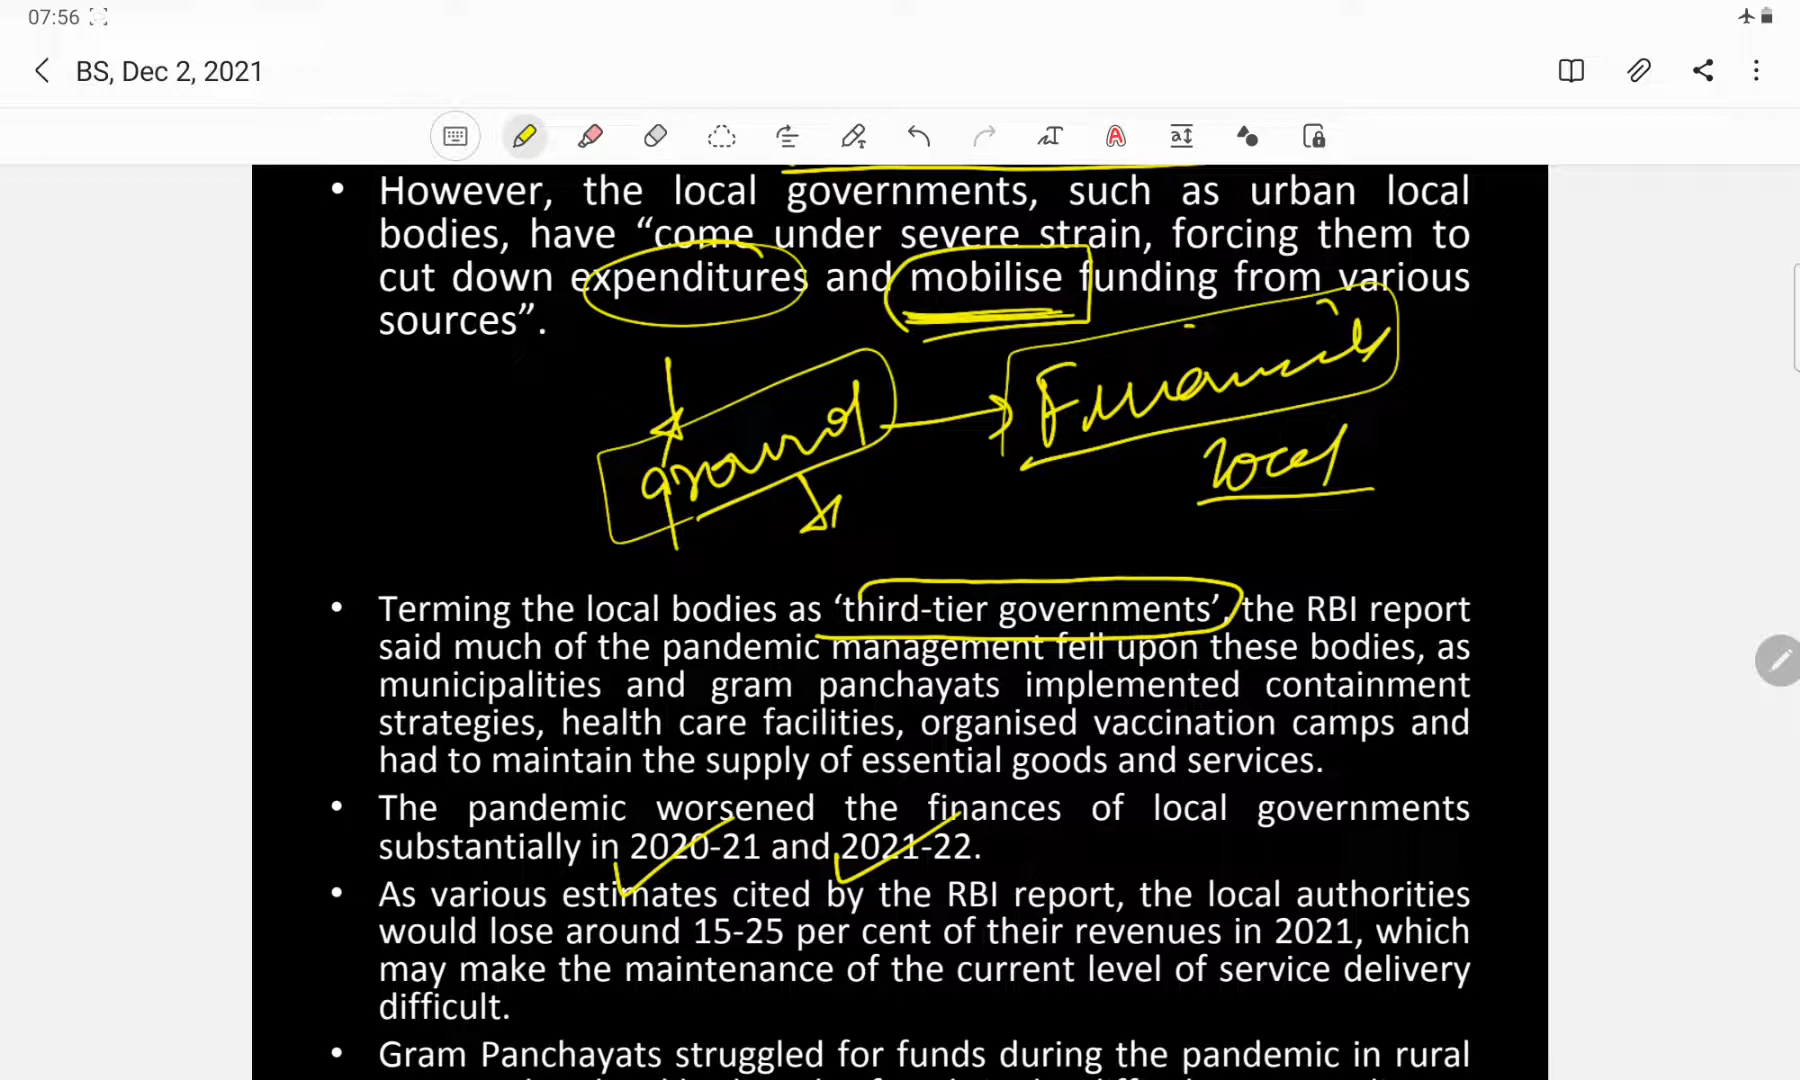 07:56
BS, Dec 2, 2021
• However, the local governments, such as urban local
bodies, have “come under severe strain, forcing them to
cut down expenditures and mobilise funding from various
sources”.
ground
local
• Terming the local bodies as ‘third-tier governments’, the RBI report
said much of the pandemic management fell upon these bodies, as
municipalities and gram panchayats implemented containment
strategies, health care facilities, organised vaccination camps and
had to maintain the supply of essential goods and services.
• The pandemic worsened the finances of local governments
substantially in 2020-21 and 2021-22.
• As various estimates cited by the RBI report, the local authorities
would lose around 15-25 per cent of their revenues in 2021, which
may make the maintenance of the current level of service delivery
difficult.
• Gram Panchayats struggled for funds during the pandemic in rural